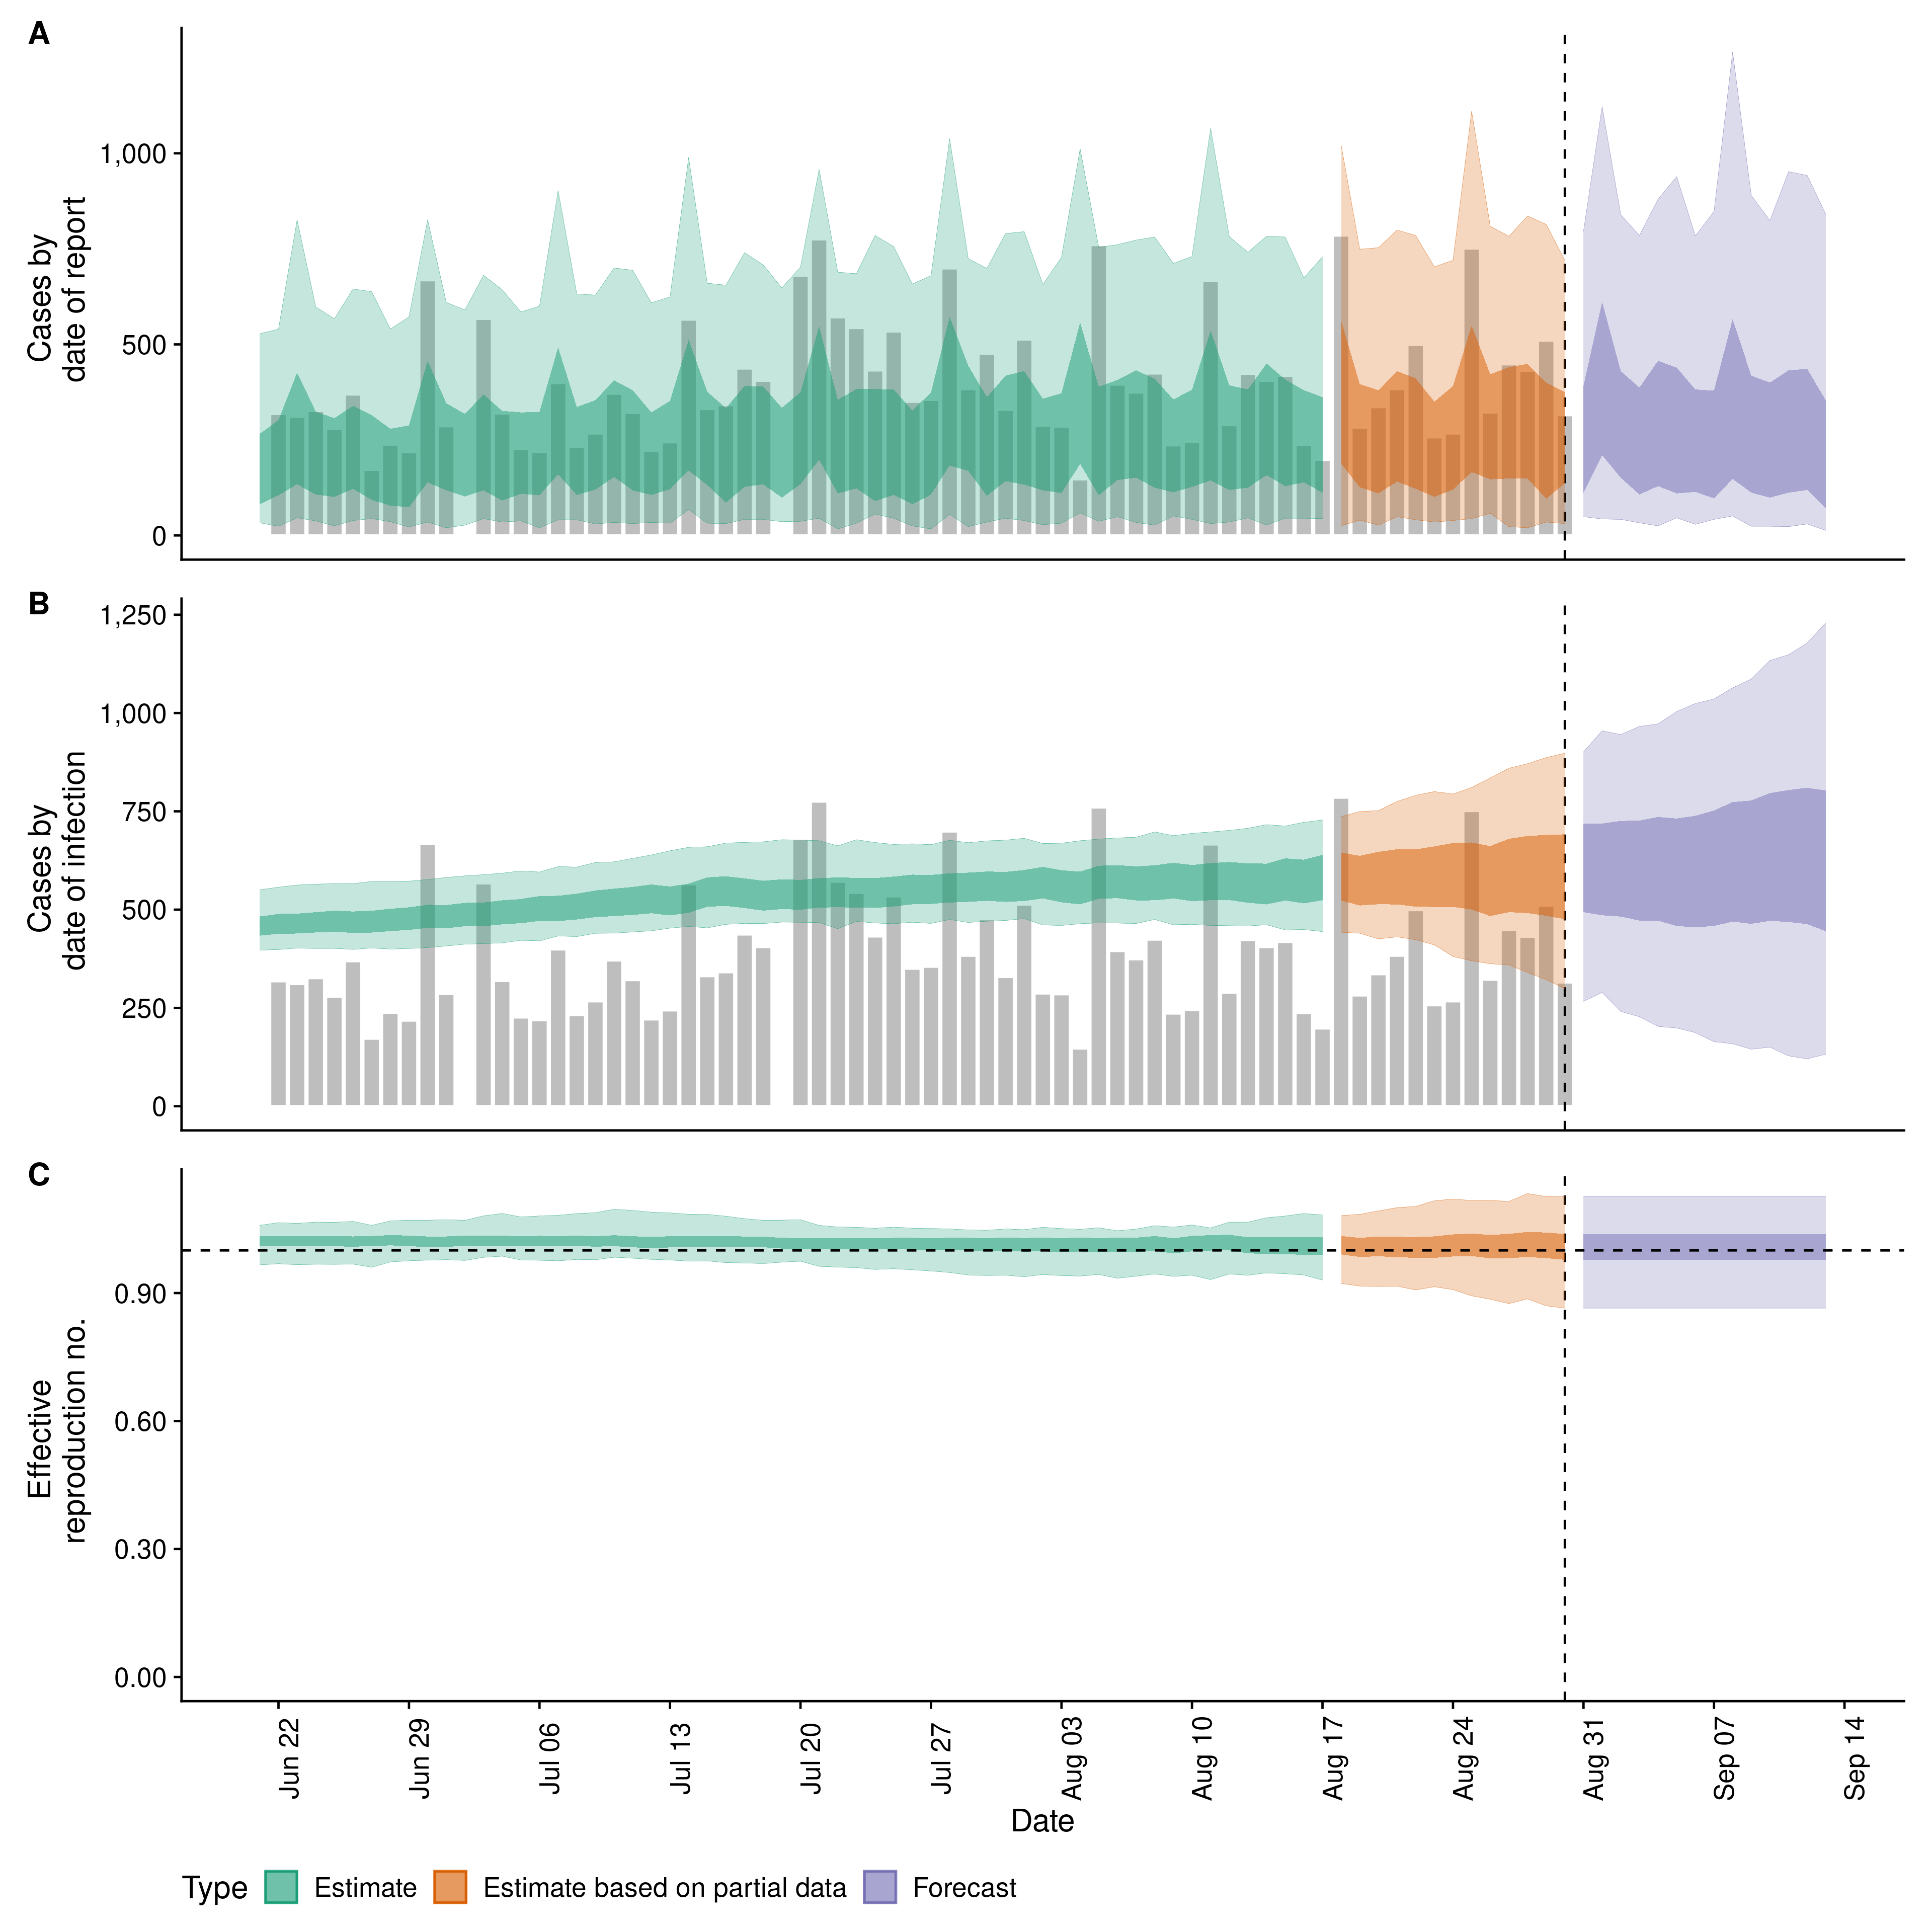 A
Cases by
date of report
1,000
500
0
B
Cases by
date of infection
1,250
1,000
750
500
250
0
C
Effective
reproduction no.
0.90
0.60
0.30
0.00
Jun 22
Jun 29
Jul 06
Jul 13
Jul 20
Jul 27
Aug 03
Aug 10
Aug 17
Aug 24
Aug 31
Sep 07
Sep 14
Date
Type
Estimate
Estimate based on partial data
Forecast